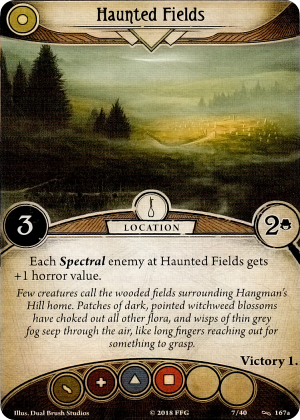 Haunted Fields
3
LOCATION
2
Each Spectral enemy at Haunted Fields gets
+1 horror value.
Few creatures call the wooded fields surrounding Hangman's
Hill home. Patches of dark, pointed witchweed blossoms
have choked out all other flora, and wisps of thin grey
fog seep through the air, like long fingers reaching out for
something to grasp.
Victory 1.
Illus. Dual Brush Studios © 2018 FFG 7/40 167a